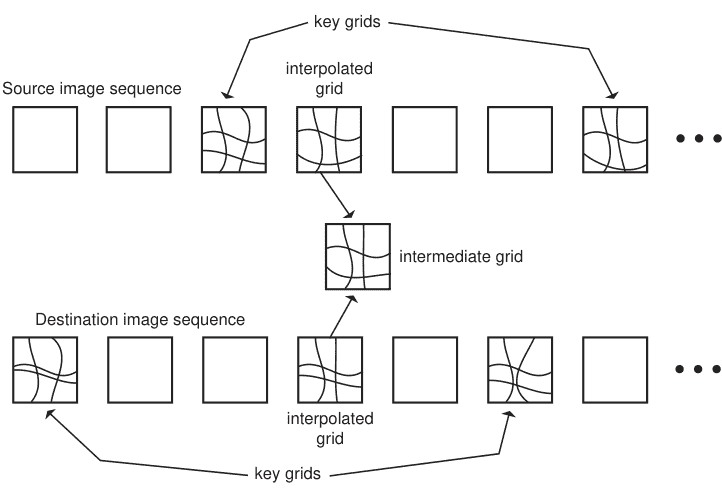 key grids
Source image sequence
interpolated
grid
intermediate grid
Destination image sequence
interpolated
grid
key grids